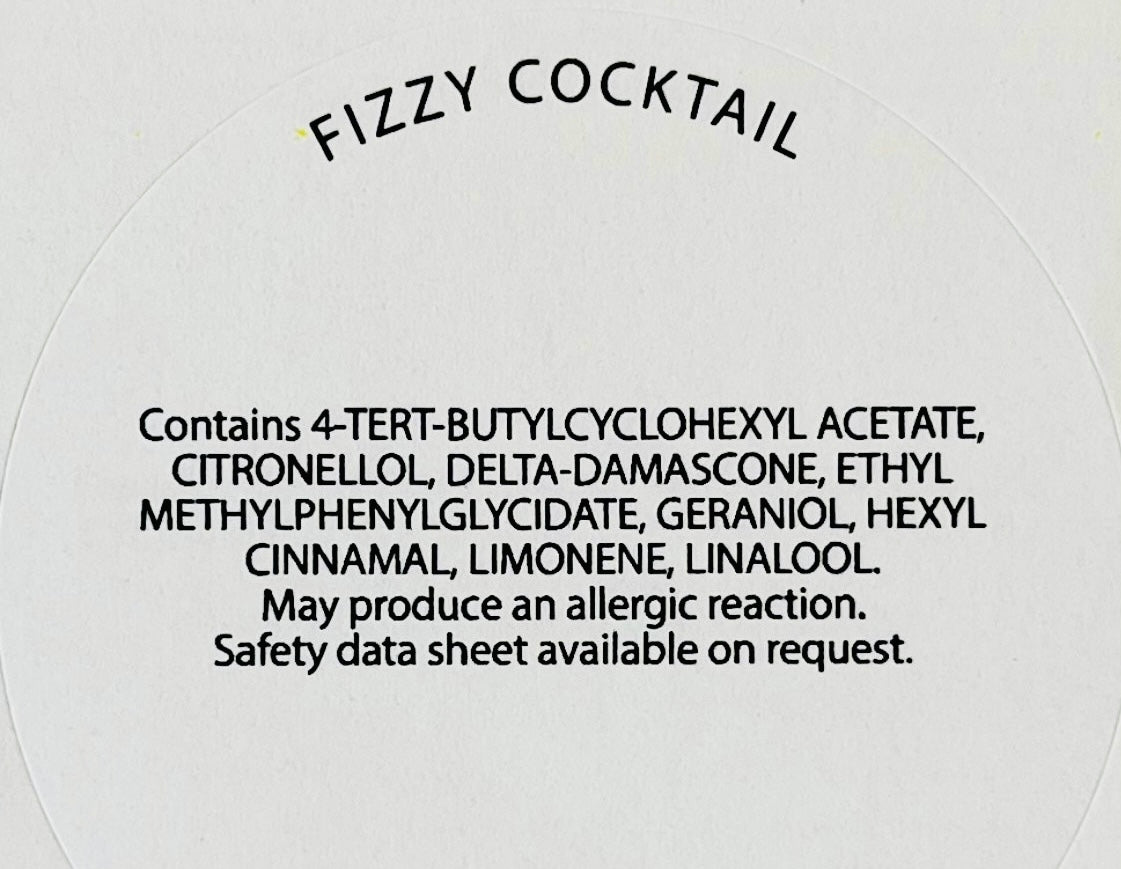 FIZZY COCKTAIL
Contains 4-TERT-BUTYLCYCLOHEXYL ACETATE,
CITRONELLOL, DELTA-DAMASCONE, ETHYL
METHYLPHENYLGLYCIDATE, GERANIOL, HEXYL
CINNAMAL, LIMONENE, LINALOOL.
May produce an allergic reaction.
Safety data sheet available on request.